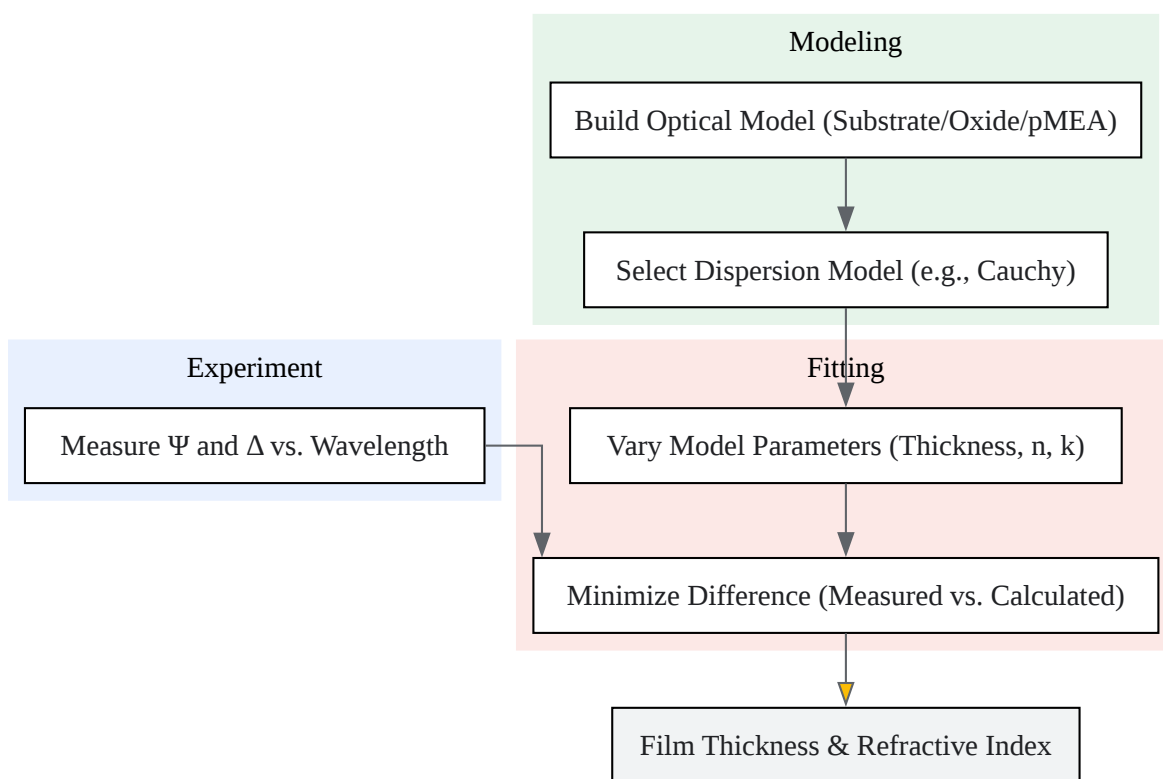 Modeling
Build Optical Model (Substrate/Oxide/pMEA)
Select Dispersion Model (e.g., Cauchy)
Experiment
Measure Ψ and Δ vs. Wavelength
Fitting
Vary Model Parameters (Thickness, n, k)
Minimize Difference (Measured vs. Calculated)
Film Thickness & Refractive Index